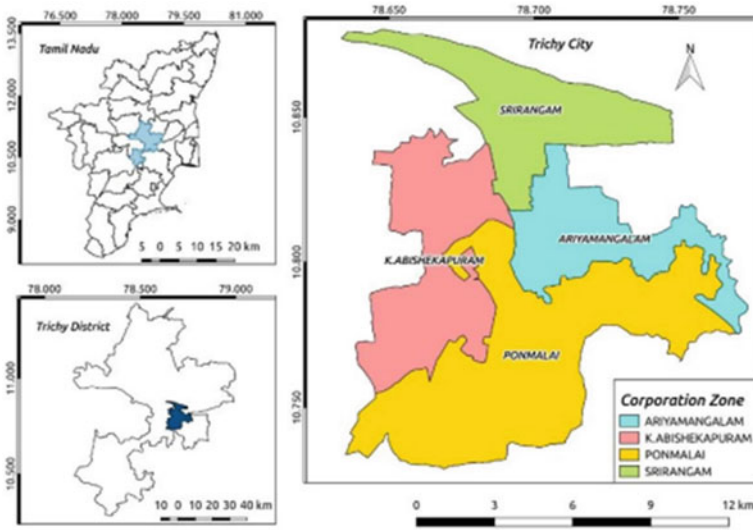 76.500 78.000 79.500 81.000
13.500
12.000
10.500
9.000
Tamil Nadu
5 0 5 10 15 20 km
78.000 78.500 79.000
11.000
10.500
Trichy District
10 0 10 20 30 40 km
78.650 78.700 78.750
10.850
10.800
10.750
Trichy City
N
SRIRANGAM
ARIYAMANGALAM
K.ABISHEKAPURAM
PONMALAI
Corporation Zone
ARIYAMANGALAM
K.ABISHEKAPURAM
PONMALAI
SRIRANGAM
0 3 6 9 12 km